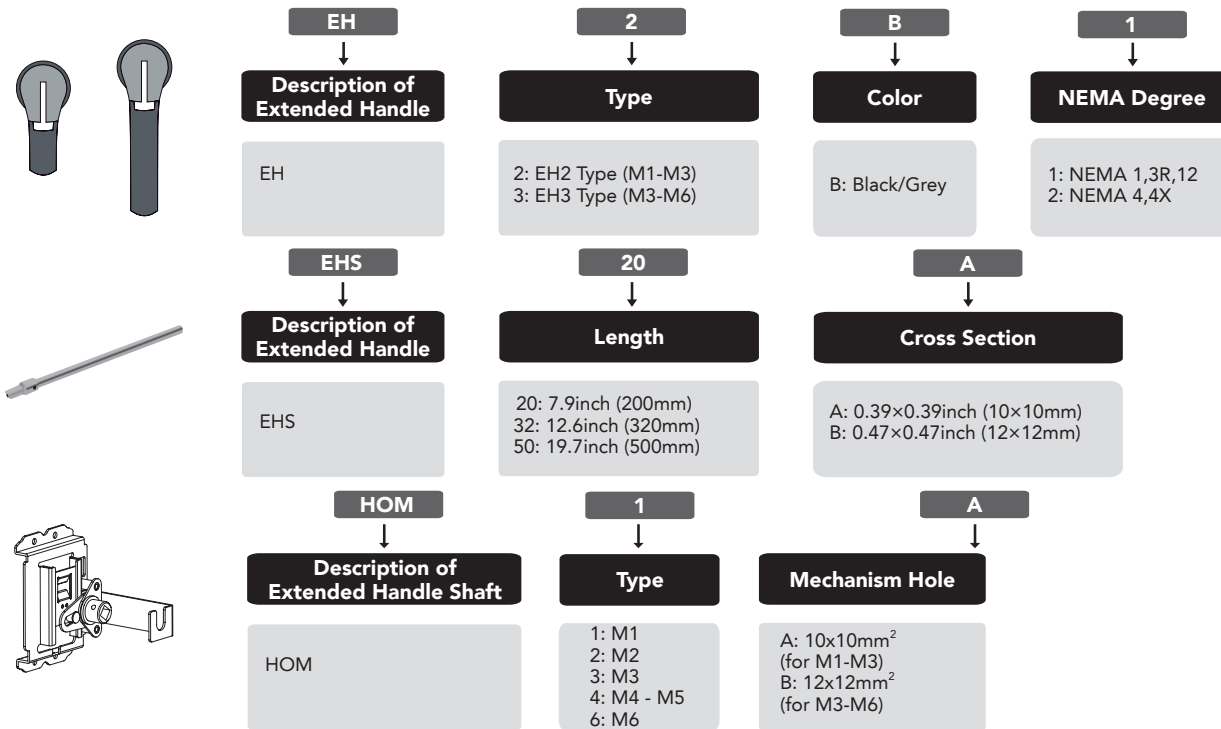 EH
2
B
1
Description of
Extended Handle
Type
Color
NEMA Degree
EH
2: EH2 Type (M1-M3)
3: EH3 Type (M3-M6)
B: Black/Grey
1: NEMA 1,3R,12
2: NEMA 4,4X
EHS
20
A
Description of
Extended Handle
Length
Cross Section
EHS
20: 7.9inch (200mm)
32: 12.6inch (320mm)
50: 19.7inch (500mm)
A: 0.39×0.39inch (10×10mm)
B: 0.47×0.47inch (12×12mm)
HOM
1
A
Description of
Extended Handle Shaft
Type
Mechanism Hole
HOM
1: M1
2: M2
3: M3
4: M4 - M5
6: M6
A: 10x10mm²
(for M1-M3)
B: 12x12mm²
(for M3-M6)